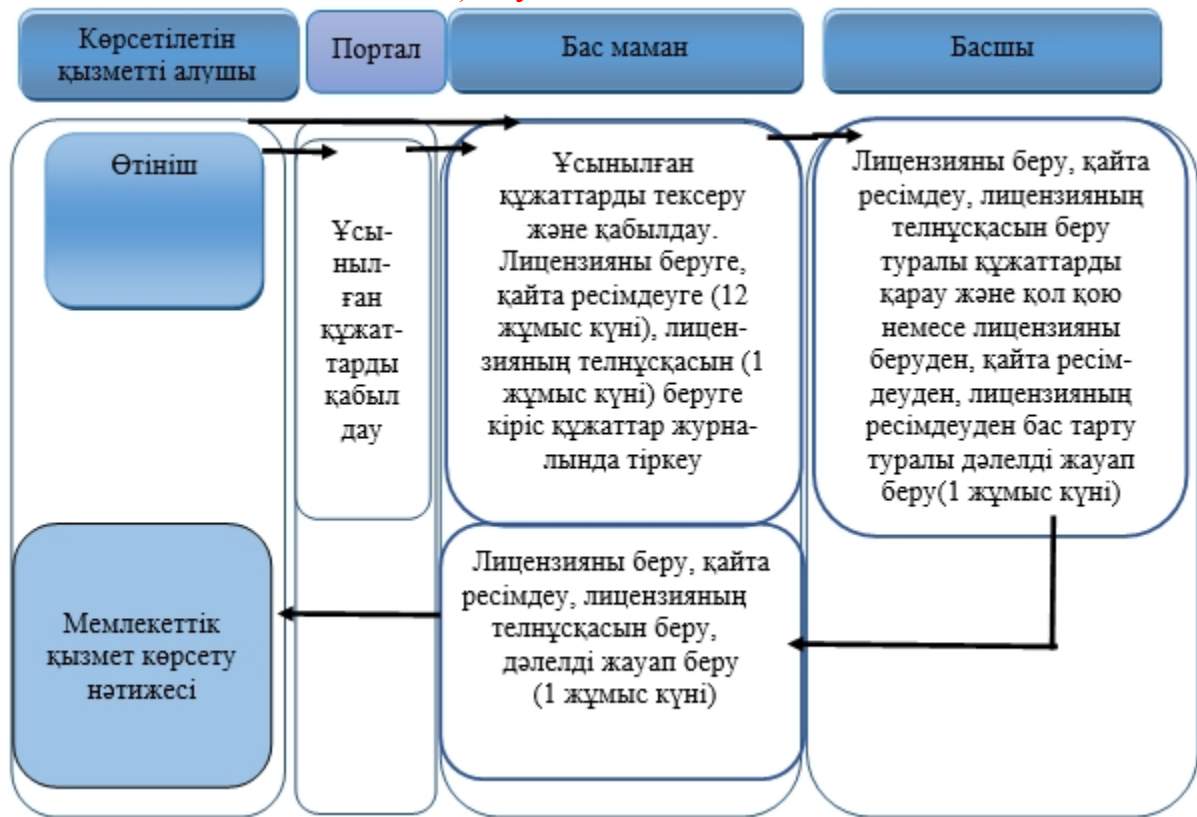 Көрсетілетін
қызметті алушы
Портал
Бас маман
Басшы
Өтініш
Ұсы-
ныл-
ған
құжат-
тарды
қабыл
дау
Ұсынылған
құжаттарды тексеру
және қабылдау.
Лицензияны беруге,
қайта ресімдеуге (12
жұмыс күні), лицен-
зияның телнұсқасын (1
жұмыс күні) беруге
кіріс құжаттар журна-
лында тіркеу
Лицензияны беру, қайта
ресімдеу, лицензияның
телнұсқасын беру
туралы құжаттарды
қарау және қол қою
немесе лицензияны
беруден, қайта ресім-
деуден, лицензияның
ресімдеуден бас тарту
туралы дәлелді жауап
беру(1 жұмыс күні)
Мемлекеттік
қызмет көрсету
нәтижесі
Лицензияны беру, қайта
ресімдеу, лицензияның
телнұсқасын беру,
дәлелді жауап беру
(1 жұмыс күні)